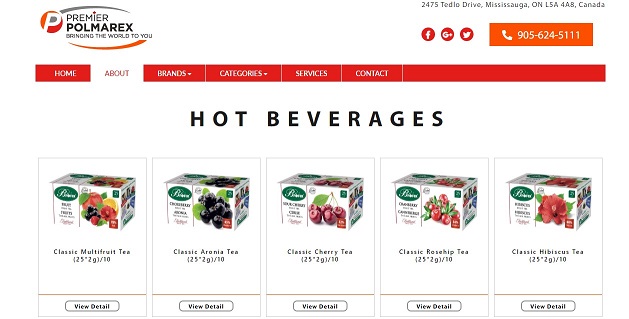 2475 Tedlo Drive, Mississauga, ON L5A 4A8, Canada
PREMIER
POLMAREX
BRINGING THE WORLD TO YOU
905-624-5111
HOME ABOUT BRANDS CATEGORIES SERVICES CONTACT
HOT BEVERAGES
Classic Multifruit Tea
(25*2g)/10
View Detail
Classic Aronia Tea
(25*2g)/10
View Detail
Classic Cherry Tea
(25*2g)/10
View Detail
Classic Rosehip Tea
(25*2g)/10
View Detail
Classic Hibiscus Tea
(25*2g)/10
View Detail